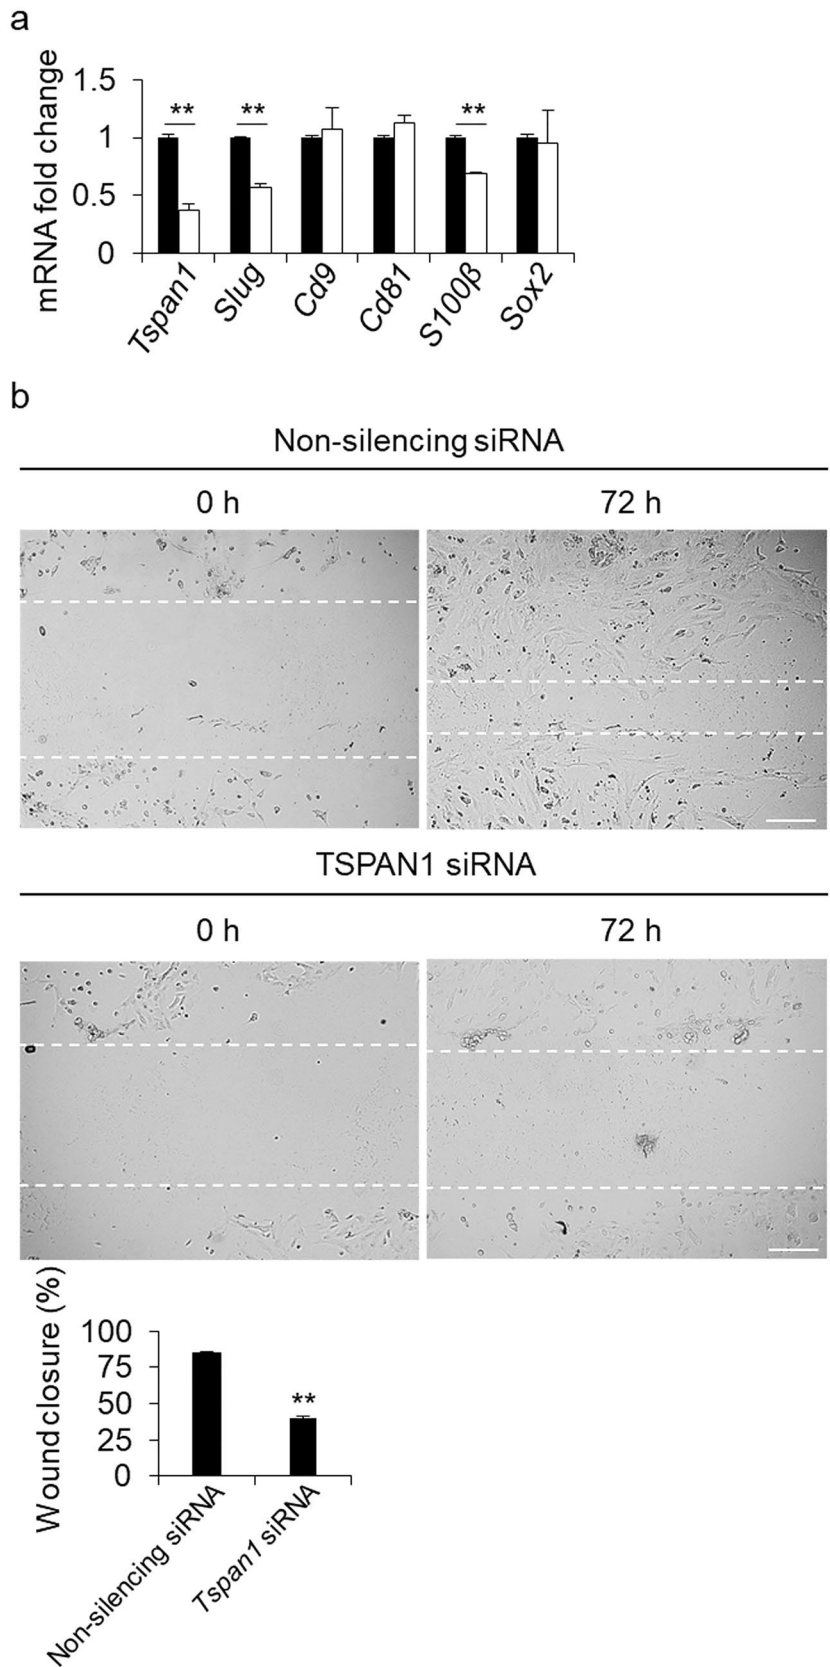 a
mRNA fold change
1.5
1
0.5
0
** ** **
Tspan1 Slug Cd9 Cd81 S100β Sox2
b
Non-silencing siRNA
0 h 72 h
TSPAN1 siRNA
0 h 72 h
Wound closure (%)
100
75
50
25
0
**
Non-silencing siRNA
Tspan1 siRNA